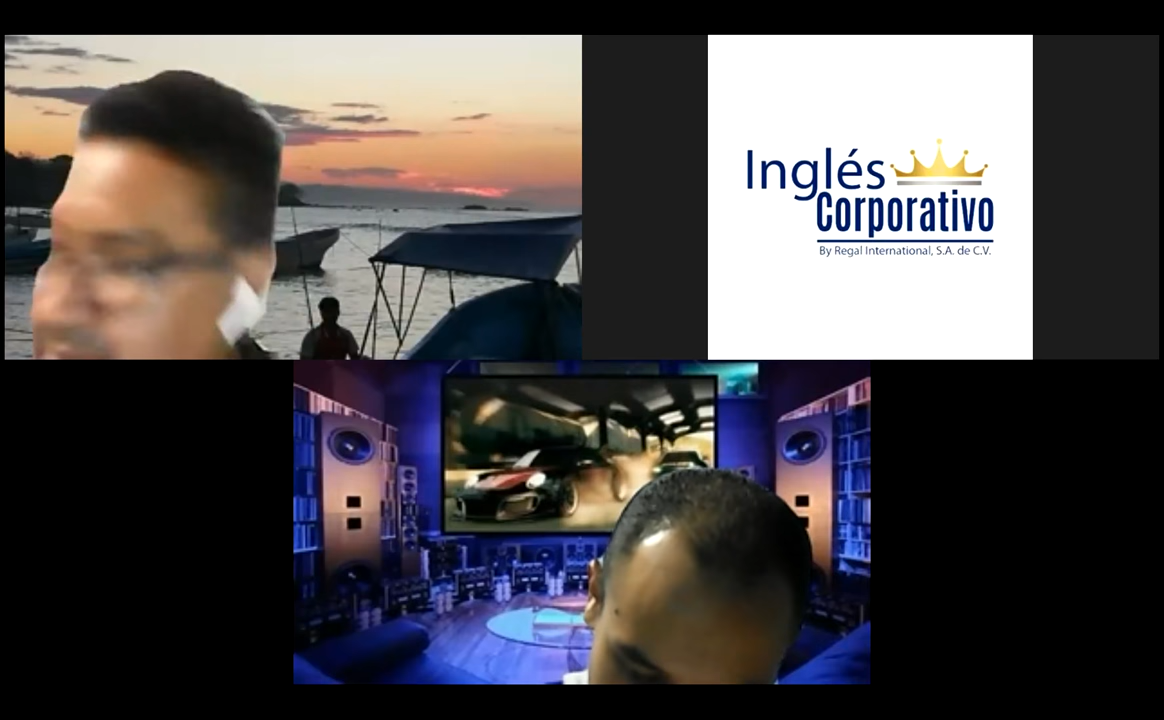 Inglés
Corporativo
By Regal International, S.A. de C.V.